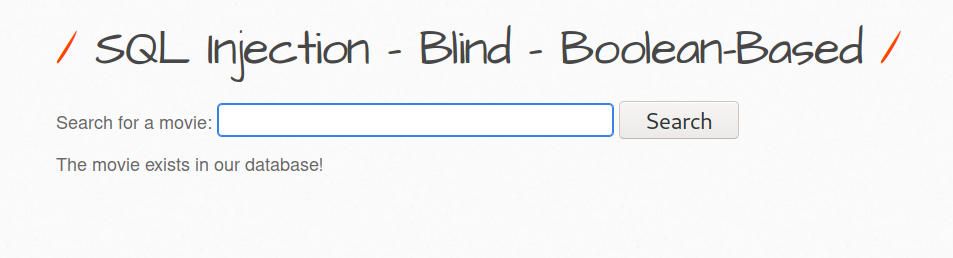 / SQL Injection - Blind - Boolean-Based /
Search for a movie: Search
The movie exists in our database!